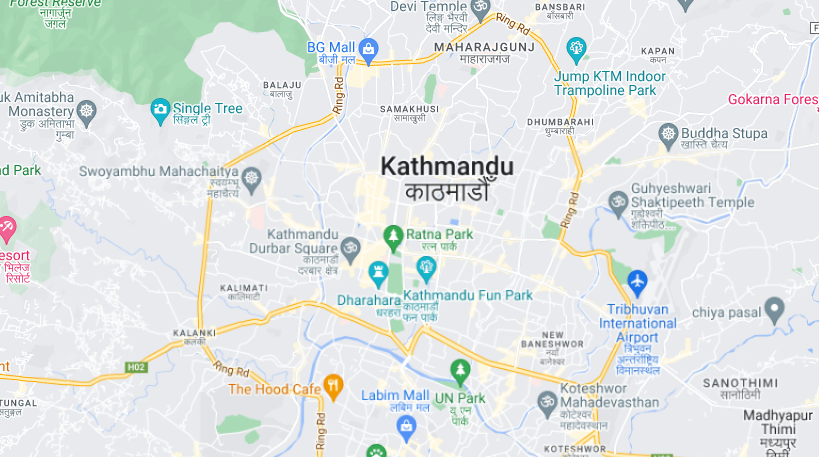 Forest Reserve
नागार्जुन
जंगल
Devi Temple
लिङ भैरवी
देवी मन्दिर
BANSBARI
बाँसबारी
Ring Rd
BG Mall
बीजी मल
MAHARAJGUNJ
माहाराजगंज
KAPAN
कपन
Jump KTM Indoor
Trampoline Park
BALAJU
बालाजु
Ring Rd
uk Amitabha
Monastery
ड्रुक अमिताभ
गुम्बा
Single Tree
सिङ्गल ट्री
SAMAKHUSI
सामाखुसी
Gokarna Fores
DHUMBARAHI
धुम्बाराही
Buddha Stupa
खास्ति चैत्य
nd Park
Swoyambhu Mahachaitya
स्वयम्भू
महाचैत्य
Kathmandu
काठमाडौँ
Guhyeshwari
Shaktipeeth Temple
गुह्येश्वरी
शक्तिपीठ
Ring Rd
Kathmandu
Durbar Square
काठमाडौं
दरबार क्षेत्र
Ratna Park
रत्न पार्क
esort
भिलेज
रिसोर्ट
KALIMATI
कालिमाटी
Dharahara
धरहरा
Kathmandu Fun Park
काठमाडौं
फन पार्क
Tribhuvan
International
Airport
त्रिभुवन
अन्तर्राष्ट्रिय
विमानस्थल
chiya pasal
KALANKI
कलंकी
NEW
BANESHWOR
नयाँ
बानेश्वर
nt
H02
Ring Rd
The Hood Cafe
Labim Mall
लबिम मल
UN Park
यू एन
पार्क
Koteshwor
Mahadevasthan
कोटेश्वर
महादेवस्थान
SANOTHIMI
सानोठिमी
TUNGAL
सतुङ्गल
Ring Rd
Madhyapur
Thimi
मध्यपुर
थिमी
KOTESHWOR